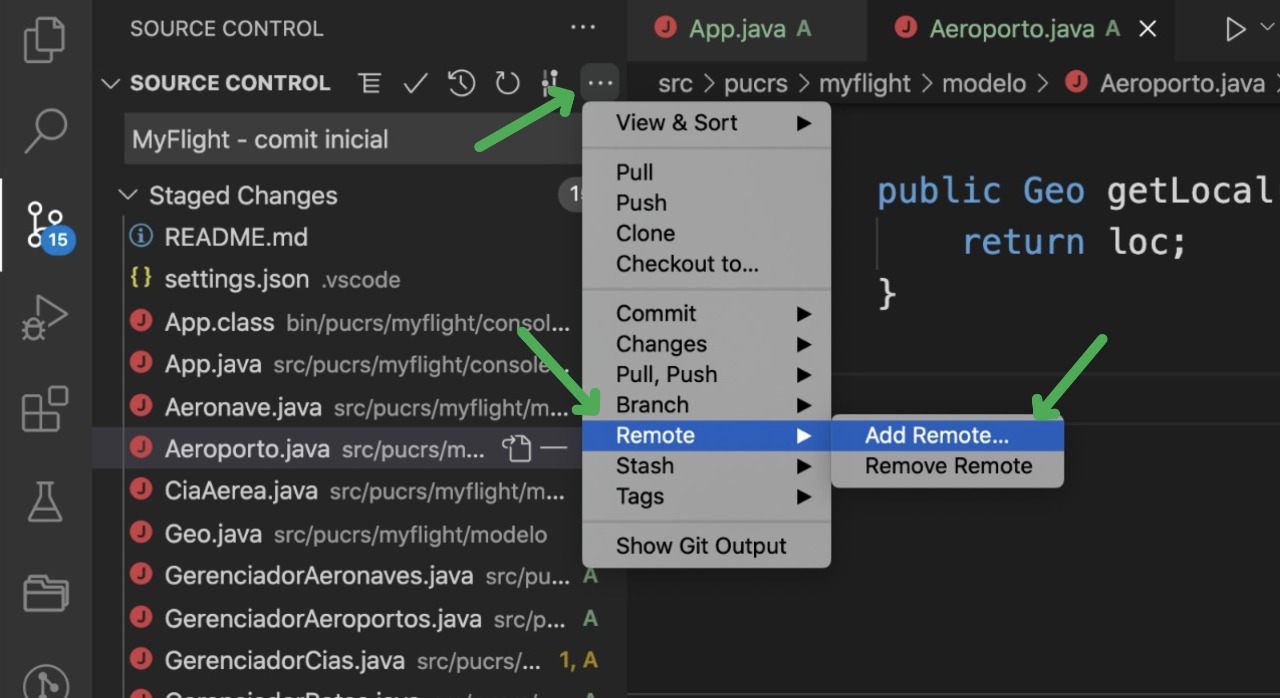 SOURCE CONTROL
SOURCE CONTROL
MyFlight - comit inicial
Staged Changes
README.md
settings.json .vscode
App.class bin/pucrs/myflight/consol...
App.java src/pucrs/myflight/console
Aeronave.java src/pucrs/myflight/m...
Aeroporto.java src/pucrs/m...
CiaAerea.java src/pucrs/myflight/m...
Geo.java src/pucrs/myflight/modelo
GerenciadorAeronaves.java src/pu... A
GerenciadorAeroportos.java src/p... A
GerenciadorCias.java src/pucrs/... 1, A
15
View & Sort
Pull
Push
Clone
Checkout to...
Commit
Changes
Pull, Push
Branch
Remote
Stash
Tags
Show Git Output
Add Remote...
Remove Remote
App.java A
Aeroporto.java A
src > pucrs > myflight > modelo > Aeroporto.java >
public Geo getLocal
return loc;
}